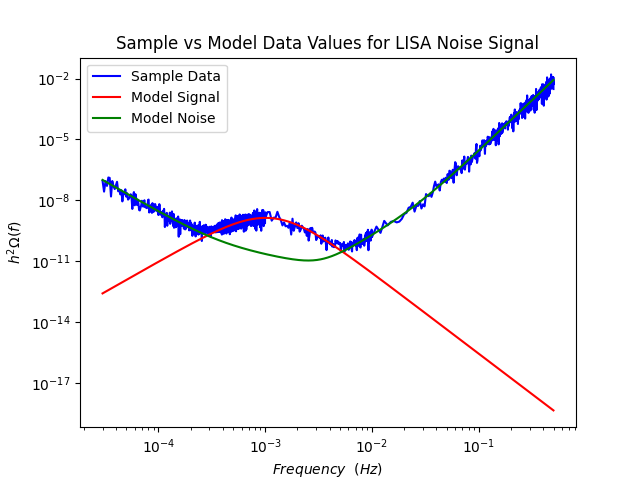 Sample vs Model Data Values for LISA Noise Signal
Sample Data
Model Signal
Model Noise
10⁻²
10⁻⁵
10⁻⁸
10⁻¹¹
10⁻¹⁴
10⁻¹⁷
h²Ω(f)
10⁻⁴
10⁻³
10⁻²
10⁻¹
Frequency (Hz)